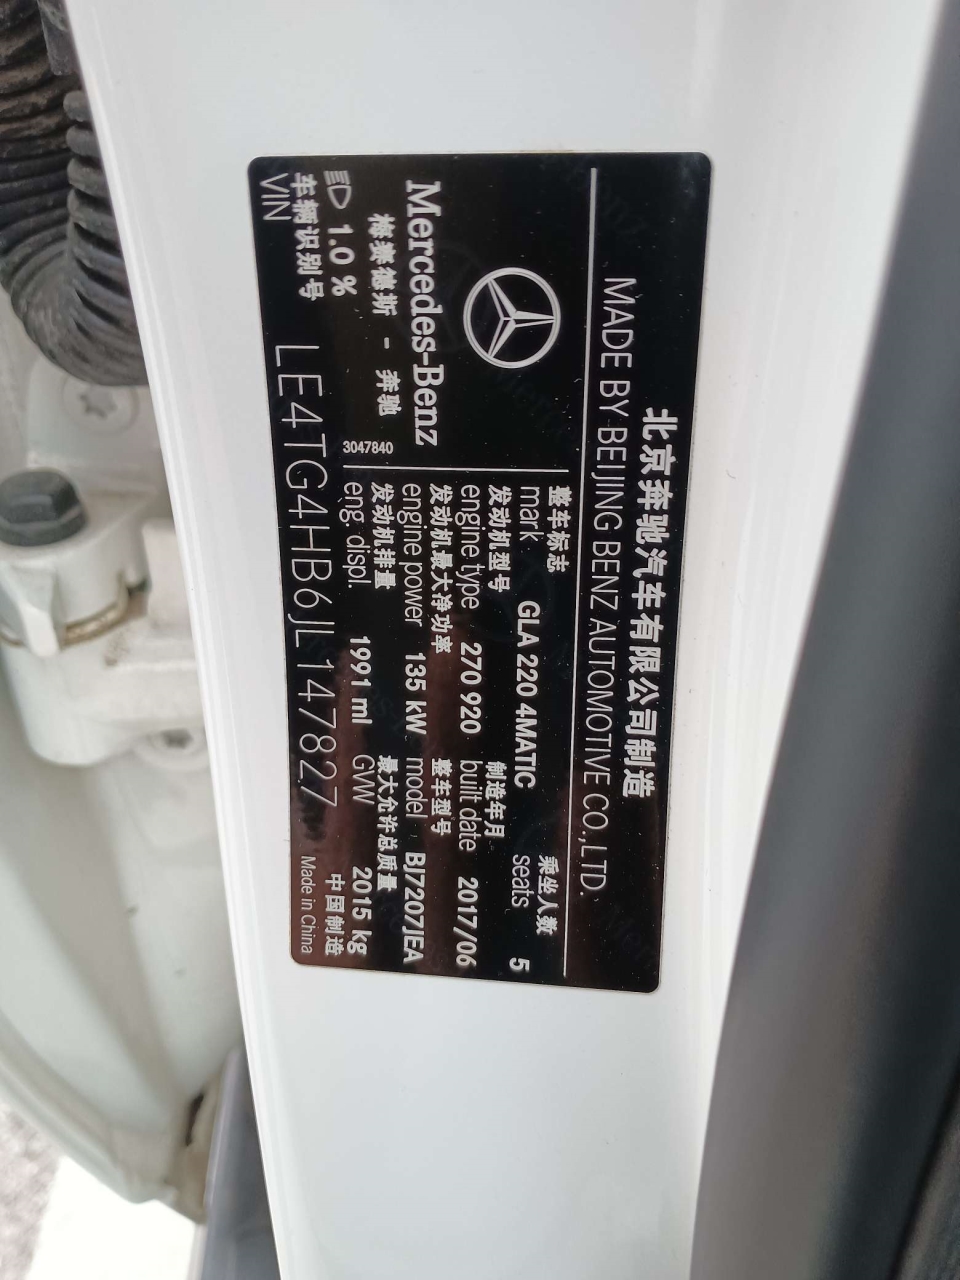 北京奔驰汽车有限公司制造
MADE BY BEIJING BENZ AUTOMOTIVE CO.,LTD.
Mercedes-Benz
梅赛德斯 - 奔驰
1.0 %
3047840
整车标志
mark GLA 220 4MATIC
乘坐人数
seats 5
发动机型号
engine type 270 920
制造年月
built date 2017/06
发动机最大净功率
engine power 135 kW
整车型号
model BJ7207JEA
发动机排量
eng. displ. 1991 ml
最大允许总质量
GVW 2015 kg
车辆识别号
VIN LE4TG4HB6JL147827
中国制造
Made in China